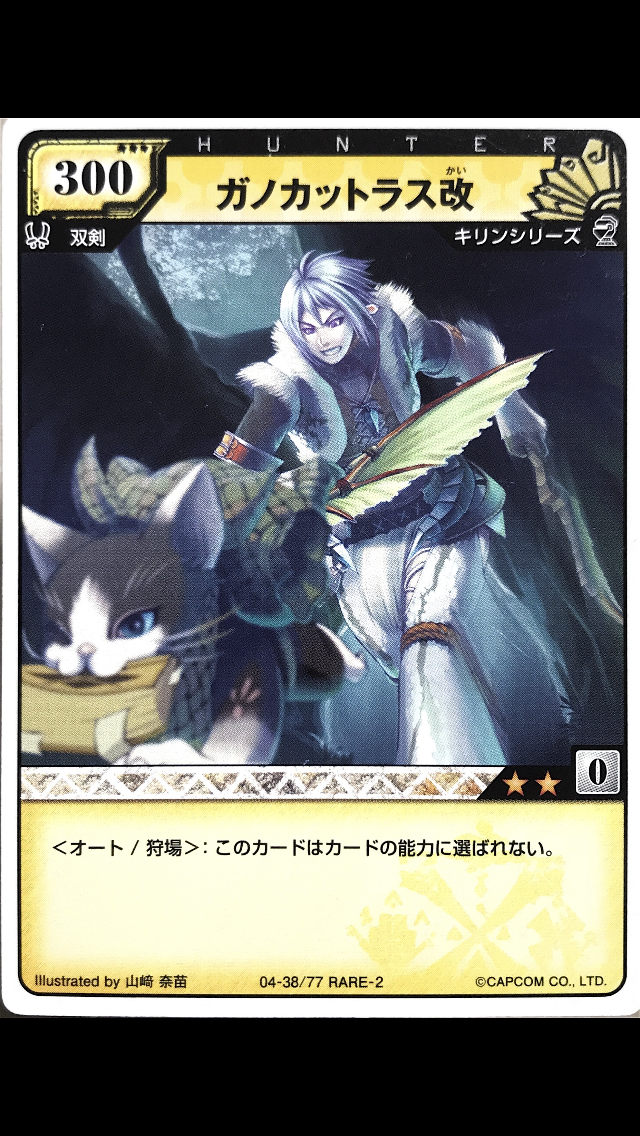 HUNTER
300
かい
ガノカットラス改
双剣
キリンシリーズ
0
＜オート / 狩場＞: このカードはカードの能力に選ばれない。
Illustrated by 山﨑 奈苗
04-38/77 RARE-2
©CAPCOM CO., LTD.